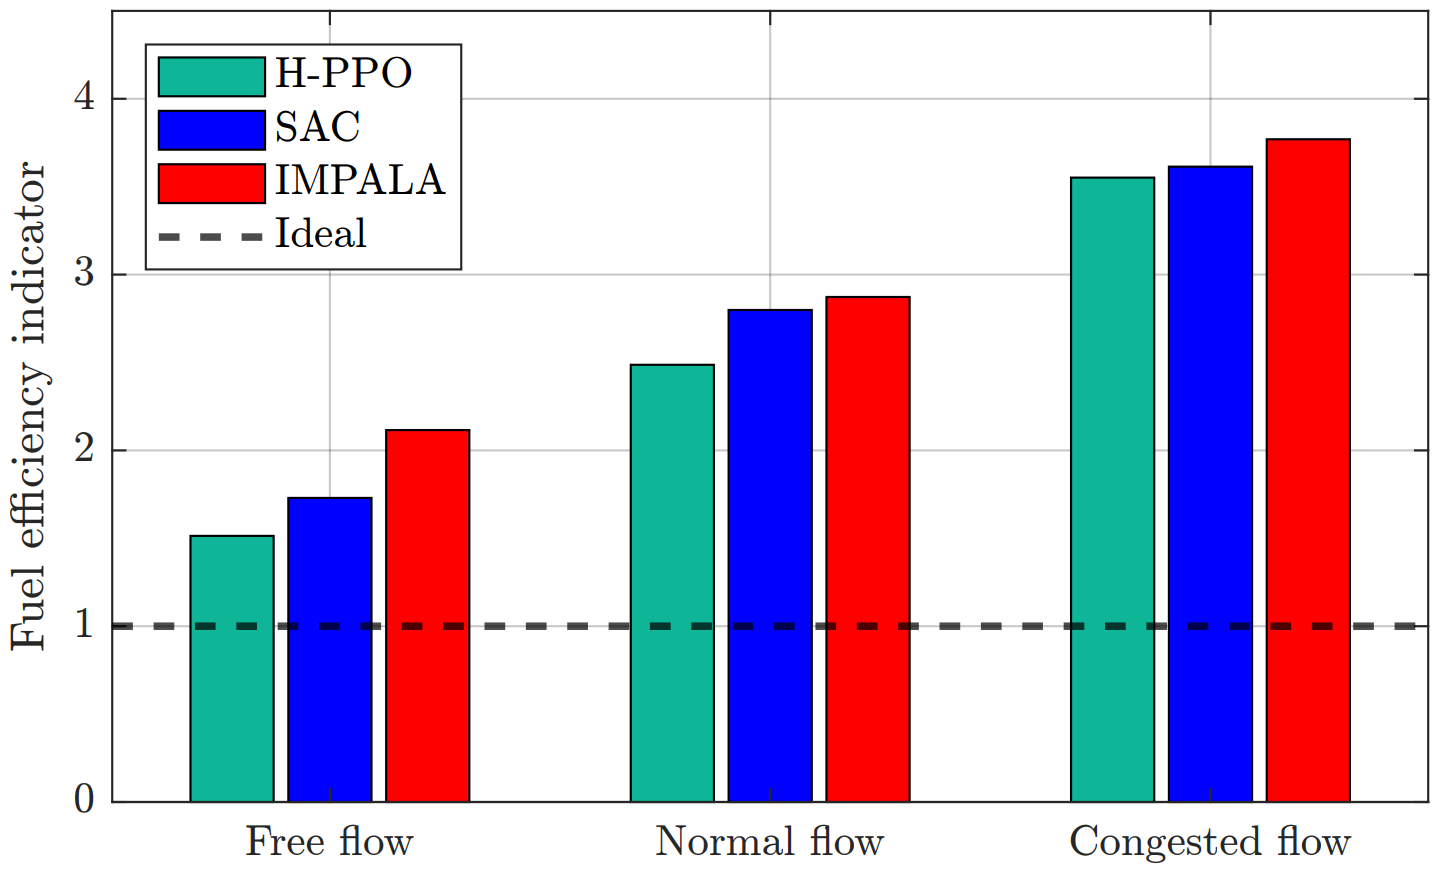 Fuel efficiency indicator
4
3
2
1
0
H-PPO
SAC
IMPALA
Ideal
Free flow
Normal flow
Congested flow